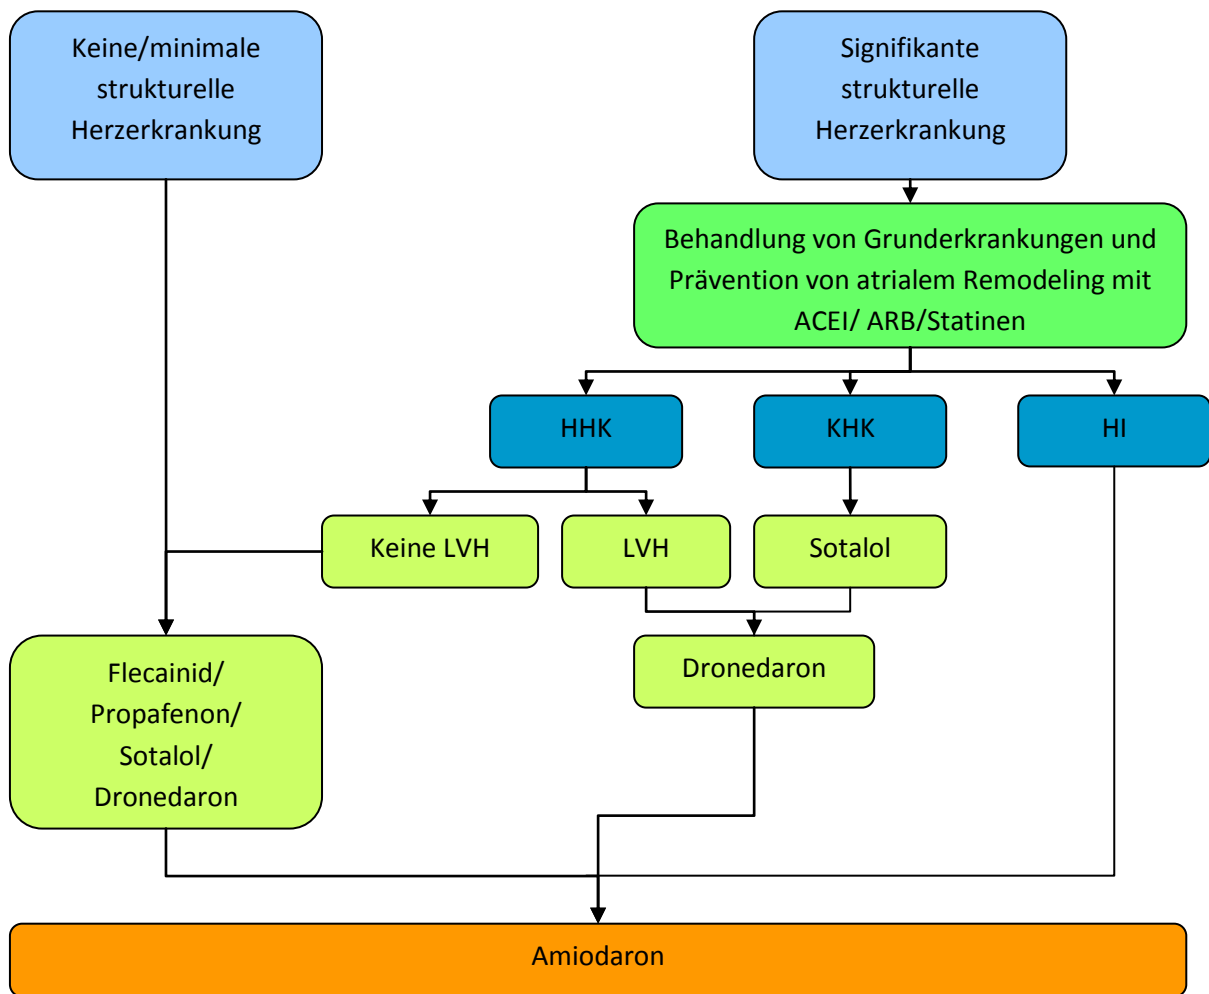 Keine/minimale
strukturelle
Herzerkrankung
Signifikante
strukturelle
Herzerkrankung
Behandlung von Grunderkrankungen und
Prävention von atrialem Remodeling mit
ACEI/ ARB/Statinen
HHK
KHK
HI
Keine LVH
LVH
Sotalol
Flecainid/
Propafenon/
Sotalol/
Dronedaron
Dronedaron
Amiodaron